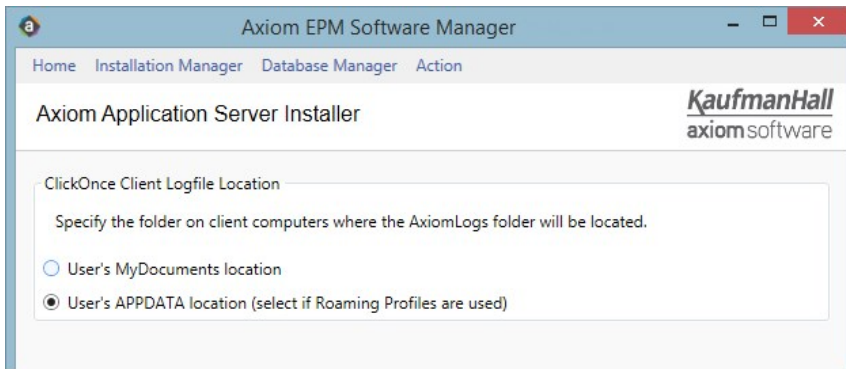 Axiom EPM Software Manager
Home Installation Manager Database Manager Action
Axiom Application Server Installer
KaufmanHall
axiomsoftware
ClickOnce Client Logfile Location
Specify the folder on client computers where the AxiomLogs folder will be located.
User's MyDocuments location
User's APPDATA location (select if Roaming Profiles are used)